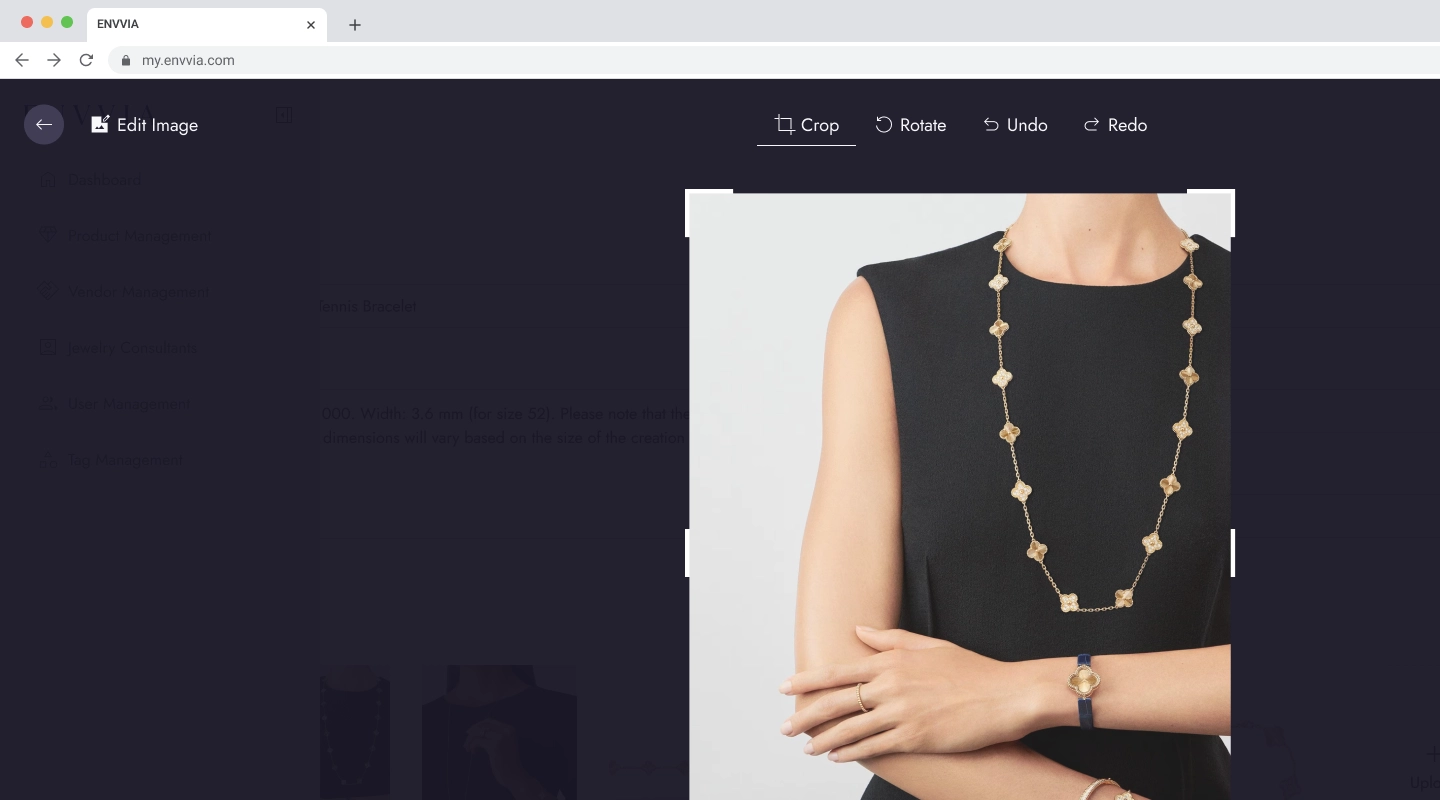 ENVVIA
my.envvia.com
ENVVIA
Edit Image
Crop
Rotate
Undo
Redo
Dashboard
Product Management
Vendor Management
Tennis Bracelet
Jewelry Consultants
User Management
000. Width: 3.6 mm (for size 52). Please note that the
dimensions will vary based on the size of the creation
Tag Management